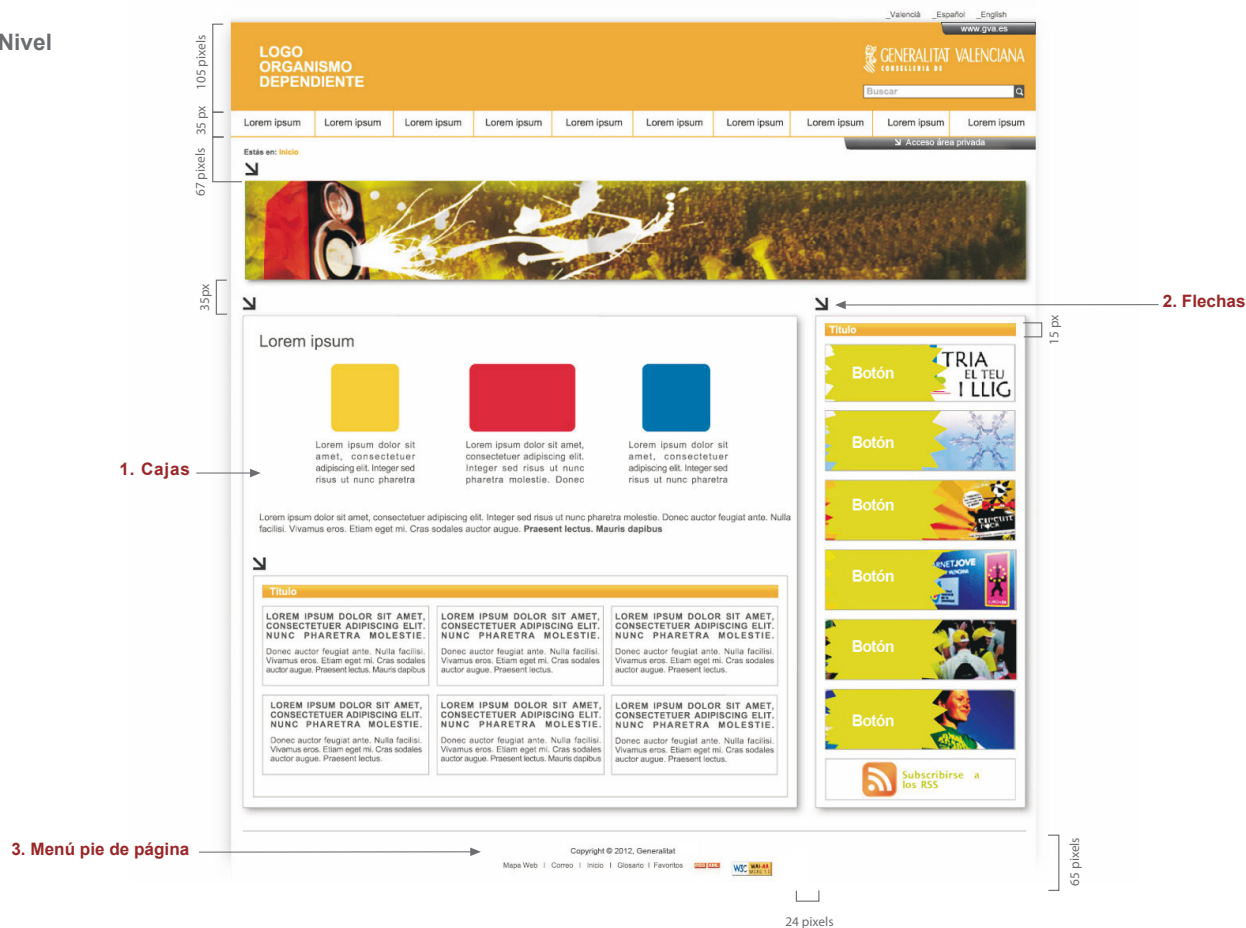 _Valencià _Español _English
www.gva.es
Nivel
105 pixels
LOGO
ORGANISMO
DEPENDIENTE
GENERALITAT VALENCIANA
CONSELLERIA DE
Buscar
35 px
Lorem ipsum Lorem ipsum Lorem ipsum Lorem ipsum Lorem ipsum Lorem ipsum Lorem ipsum Lorem ipsum Lorem ipsum Lorem ipsum
Acceso área privada
67 pixels
Estás en: Inicio
35px
2. Flechas
15 px
Lorem ipsum
Lorem ipsum dolor sit
amet, consectetuer
adipiscing elit. Integer sed
risus ut nunc pharetra
Lorem ipsum dolor sit amet,
consectetuer adipiscing elit.
Integer sed risus ut nunc
pharetra molestie. Donec
Lorem ipsum dolor sit
amet, consectetuer
adipiscing elit. Integer sed
risus ut nunc pharetra
1. Cajas
Lorem ipsum dolor sit amet, consectetuer adipiscing elit. Integer sed risus ut nunc pharetra molestie. Donec auctor feugiat ante. Nulla
facilisi. Vivamus eros. Etiam eget mi. Cras sodales auctor augue. Praesent lectus. Mauris dapibus
Título
LOREM IPSUM DOLOR SIT AMET,
CONSECTETUER ADIPISCING ELIT.
NUNC PHARETRA MOLESTIE.
Donec auctor feugiat ante. Nulla facilisi.
Vivamus eros. Etiam eget mi. Cras sodales
auctor augue. Praesent lectus. Mauris dapibus
LOREM IPSUM DOLOR SIT AMET,
CONSECTETUER ADIPISCING ELIT.
NUNC PHARETRA MOLESTIE.
Donec auctor feugiat ante. Nulla facilisi.
Vivamus eros. Etiam eget mi. Cras sodales
auctor augue. Praesent lectus.
LOREM IPSUM DOLOR SIT AMET,
CONSECTETUER ADIPISCING ELIT.
NUNC PHARETRA MOLESTIE.
Donec auctor feugiat ante. Nulla facilisi.
Vivamus eros. Etiam eget mi. Cras sodales
auctor augue. Praesent lectus.
LOREM IPSUM DOLOR SIT AMET,
CONSECTETUER ADIPISCING ELIT.
NUNC PHARETRA MOLESTIE.
Donec auctor feugiat ante. Nulla facilisi.
Vivamus eros. Etiam eget mi. Cras sodales
auctor augue. Praesent lectus.
LOREM IPSUM DOLOR SIT AMET,
CONSECTETUER ADIPISCING ELIT.
NUNC PHARETRA MOLESTIE.
Donec auctor feugiat ante. Nulla facilisi.
Vivamus eros. Etiam eget mi. Cras sodales
auctor augue. Praesent lectus. Mauris dapibus
LOREM IPSUM DOLOR SIT AMET,
CONSECTETUER ADIPISCING ELIT.
NUNC PHARETRA MOLESTIE.
Donec auctor feugiat ante. Nulla facilisi.
Vivamus eros. Etiam eget mi. Cras sodales
auctor augue. Praesent lectus.
Título
Botón
TRIA
EL TEU
I LLIG
Botón
Botón
CIRCUIT
ROCK
Botón
Botón
Botón
Subscribirse a
los RSS
3. Menú pie de página
Copyright © 2012, Generalitat
Mapa Web | Correo | Inicio | Glosario | Favoritos
W3C WAI-AA
WCAG 1.0
65 pixels
24 pixels